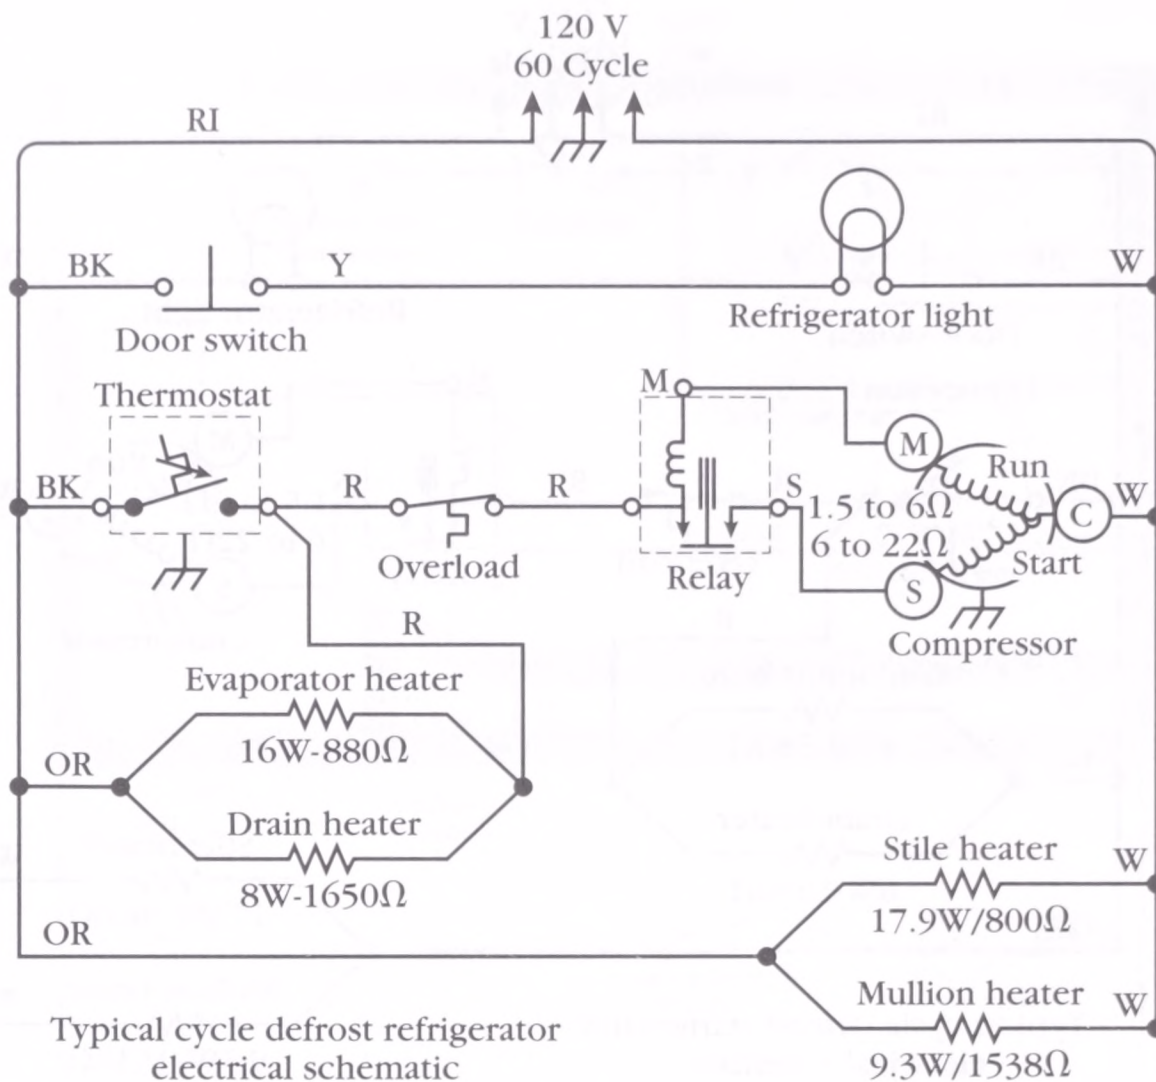 120 V
60 Cycle
RI
BK
Y
W
Door switch
Refrigerator light
Thermostat
M
M
Run
BK
R
R
S
1.5 to 6Ω
C
W
6 to 22Ω
Overload
Relay
Start
S
R
Compressor
Evaporator heater
16W-880Ω
OR
Drain heater
8W-1650Ω
Stile heater
W
17.9W/800Ω
OR
Mullion heater
W
9.3W/1538Ω
Typical cycle defrost refrigerator
electrical schematic